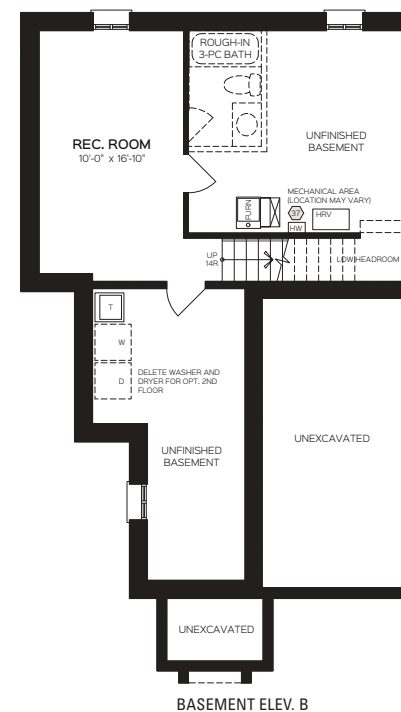 ROUGH-IN
3-PC BATH
REC. ROOM
10'-0" x 16'-10"
UNFINISHED
BASEMENT
MECHANICAL AREA
(LOCATION MAY VARY)
FURN
37
HRV
HW
UP
14R
LOW HEADROOM
T
W
D
DELETE WASHER AND
DRYER FOR OPT. 2ND
FLOOR
UNFINISHED
BASEMENT
UNEXCAVATED
UNEXCAVATED
BASEMENT ELEV. B